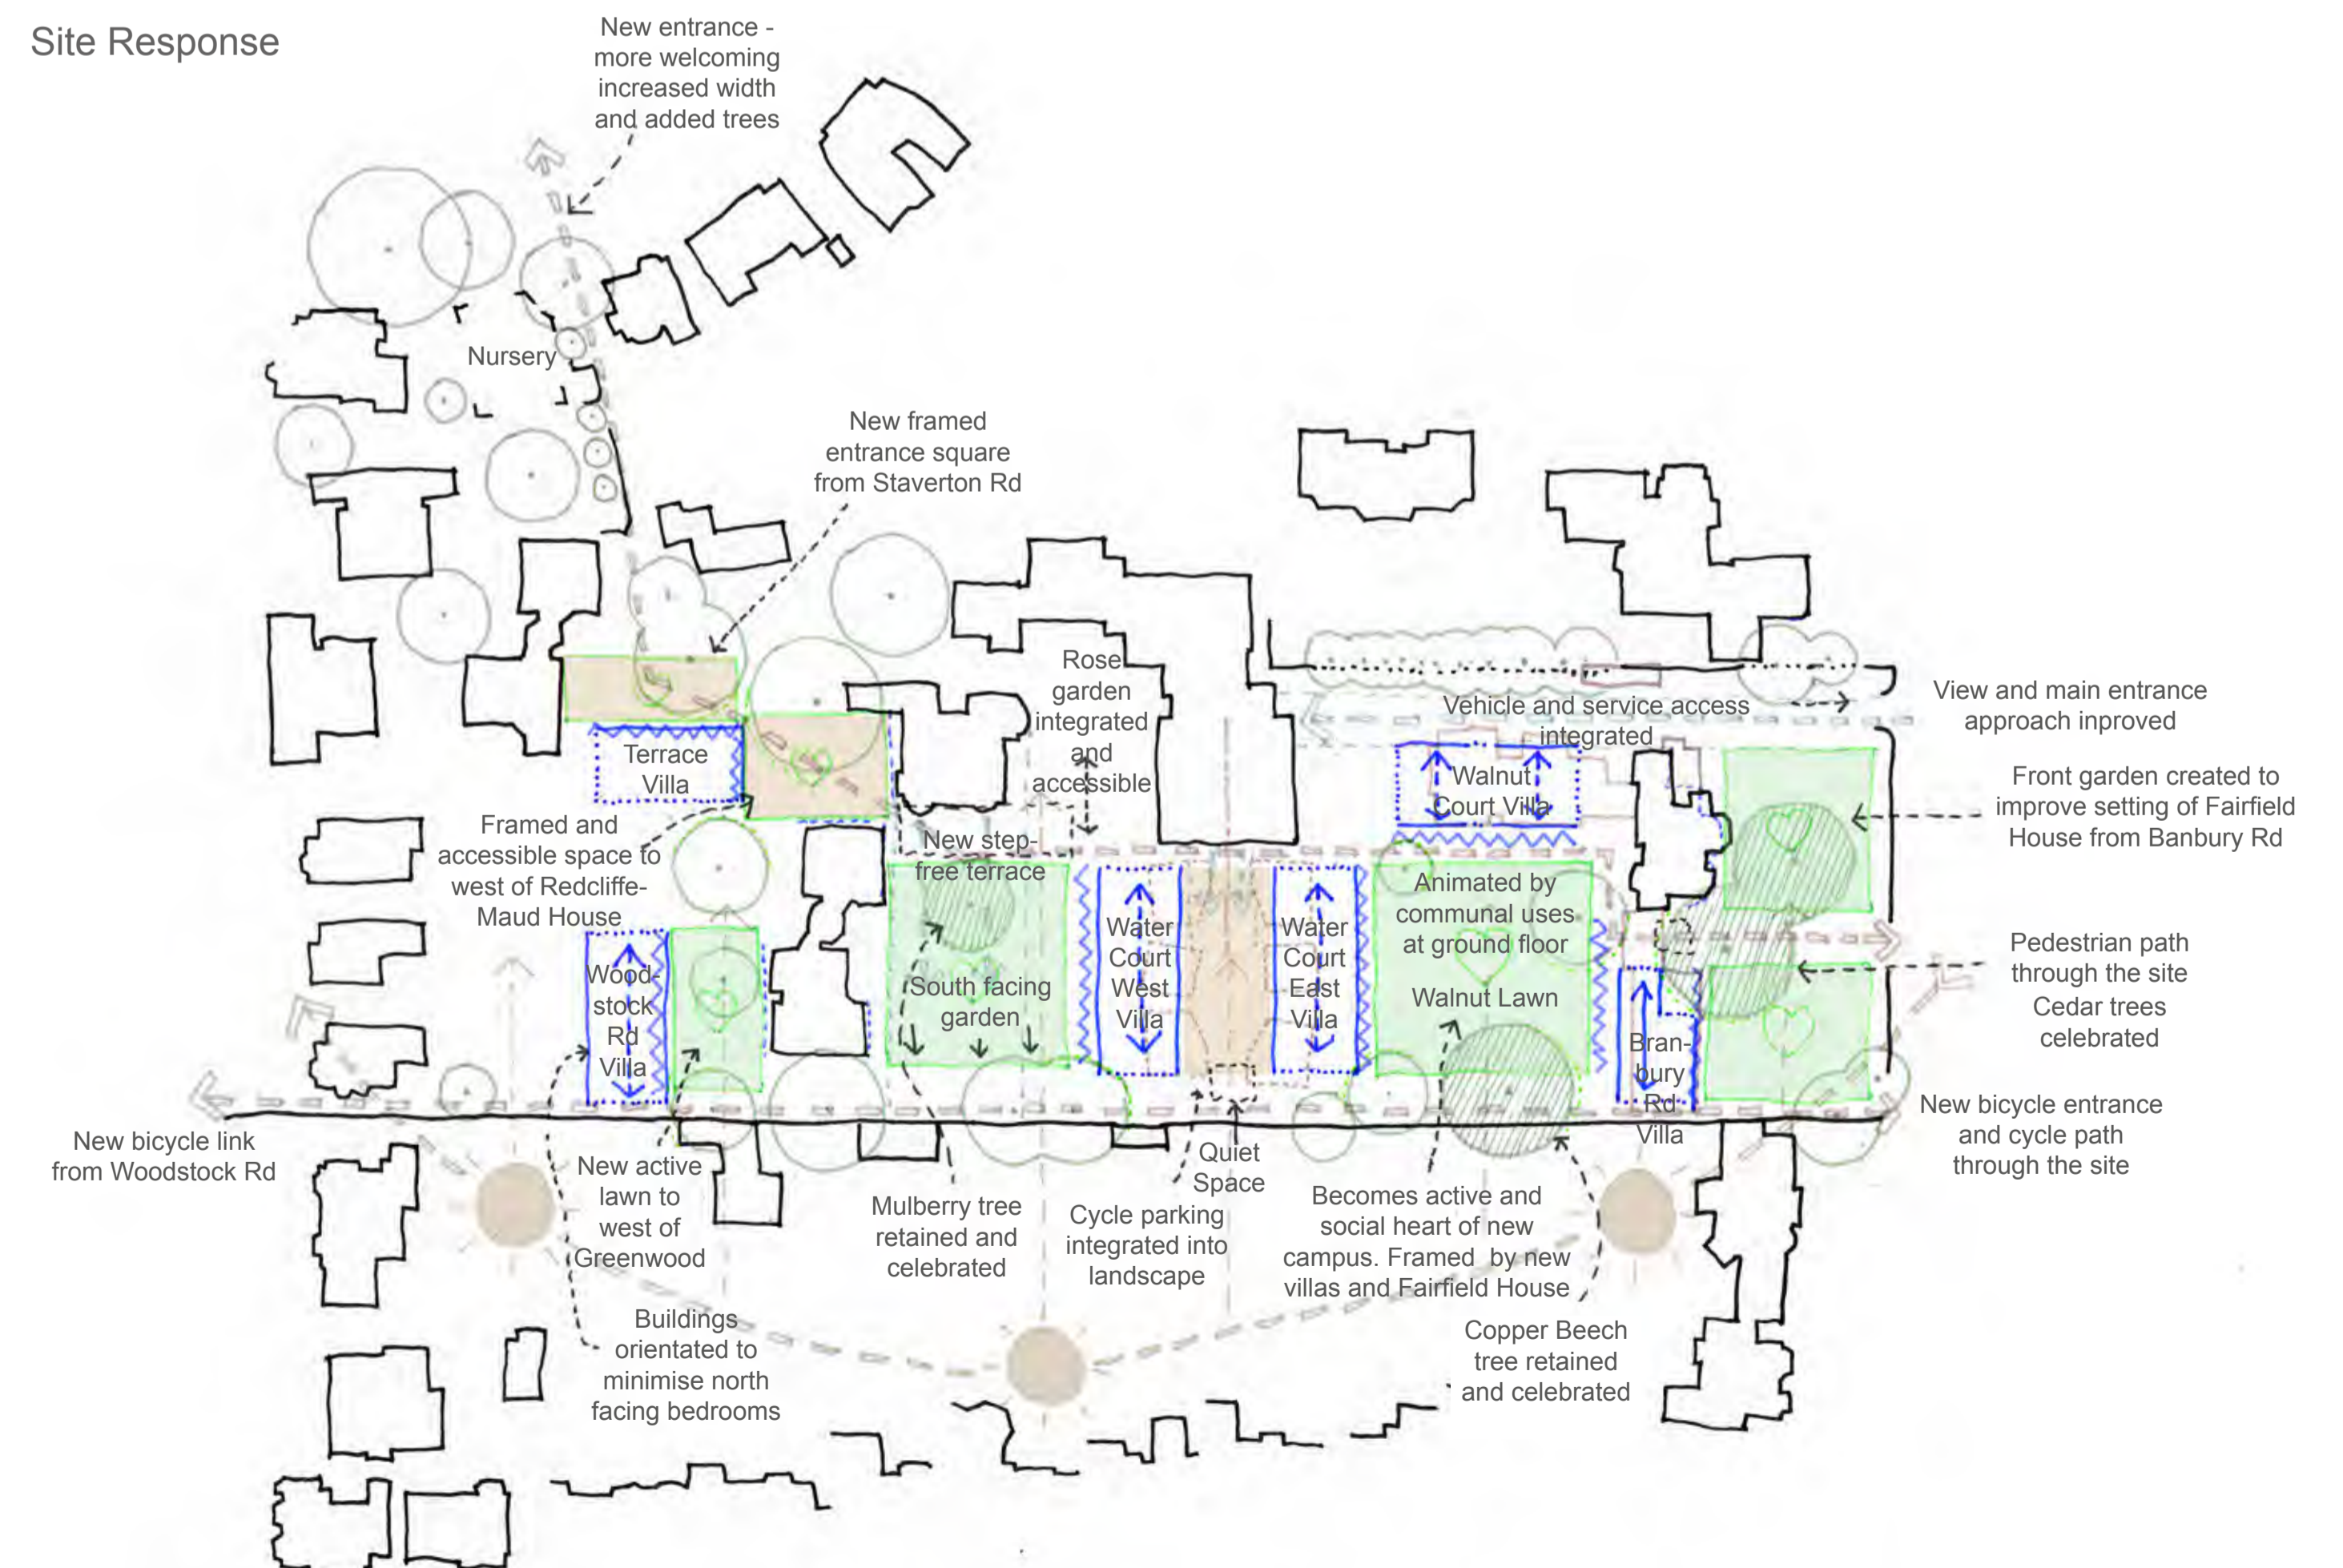 Site Response
New entrance -
more welcoming
increased width
and added trees
Nursery
New framed
entrance square
from Staverton Rd
Rose
garden
integrated
and
accessible
Vehicle and service access
integrated
View and main entrance
approach inproved
Terrace
Villa
Walnut
Court Villa
Front garden created to
improve setting of Fairfield
House from Banbury Rd
Framed and
accessible space to
west of Redcliffe-
Maud House
New step-
free terrace
Animated by
communal uses
at ground floor
Walnut Lawn
Water
Court
West
Villa
Water
Court
East
Villa
Wood-
stock
Rd
Villa
South facing
garden
Pedestrian path
through the site
Cedar trees
celebrated
Bran-
bury
Rd
Villa
New bicycle entrance
and cycle path
through the site
New bicycle link
from Woodstock Rd
New active
lawn to
west of
Greenwood
Quiet
Space
Mulberry tree
retained and
celebrated
Cycle parking
integrated into
landscape
Becomes active and
social heart of new
campus. Framed  by new
villas and Fairfield House
Buildings
orientated to
minimise north
facing bedrooms
Copper Beech
tree retained
and celebrated